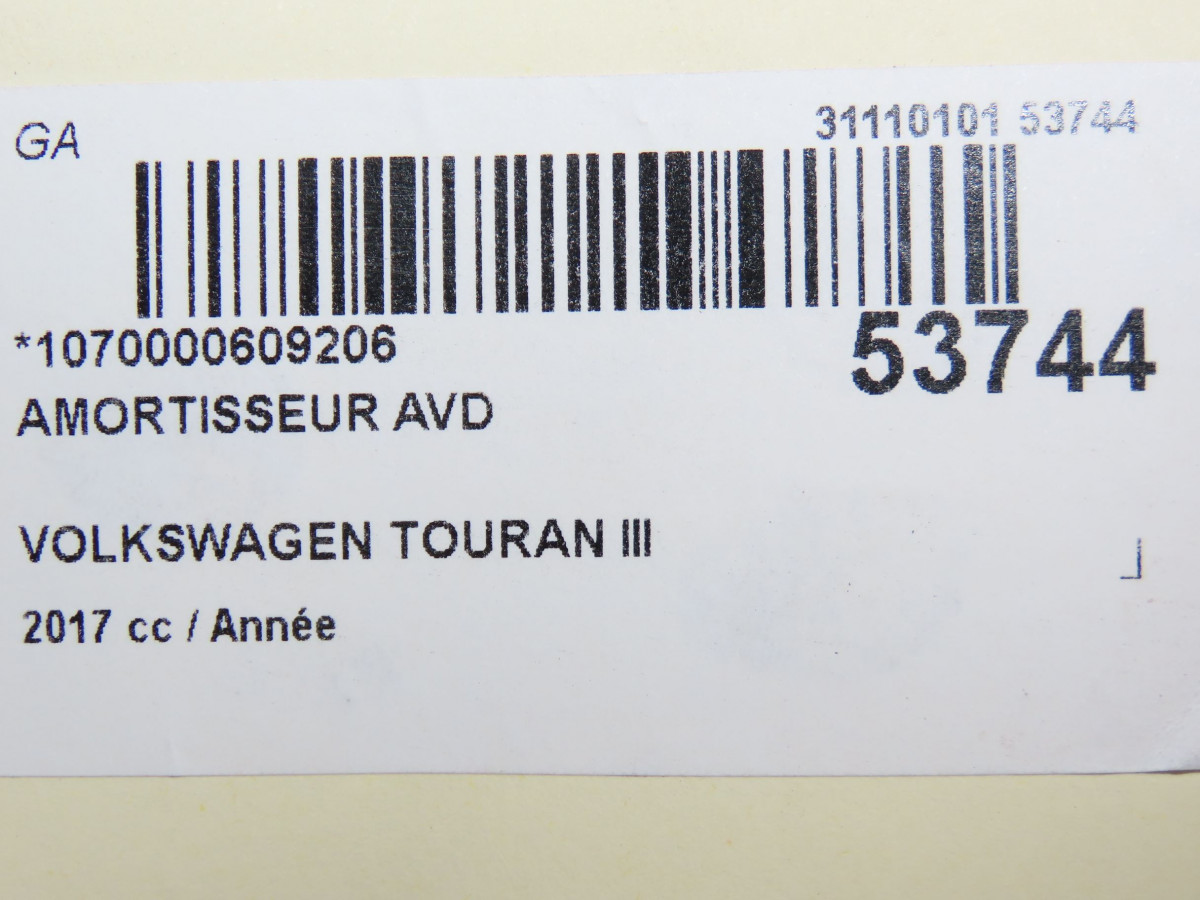 GA
31110101 53744
*1070000609206
53744
AMORTISSEUR AVD
VOLKSWAGEN TOURAN III
2017 cc / Année